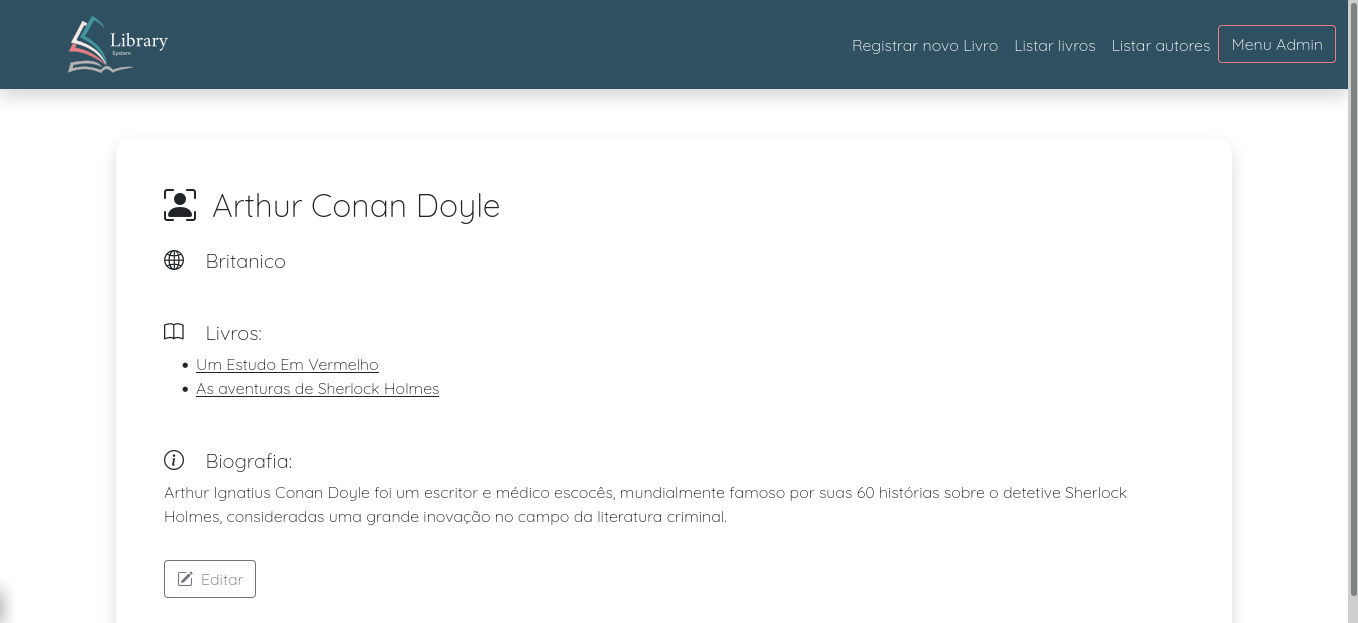 Library
System
Registrar novo Livro
Listar livros
Listar autores
Menu Admin
Arthur Conan Doyle
Britanico
Livros:
Um Estudo Em Vermelho
As aventuras de Sherlock Holmes
Biografia:
Arthur Ignatius Conan Doyle foi um escritor e médico escocês, mundialmente famoso por suas 60 histórias sobre o detetive Sherlock
Holmes, consideradas uma grande inovação no campo da literatura criminal.
Editar